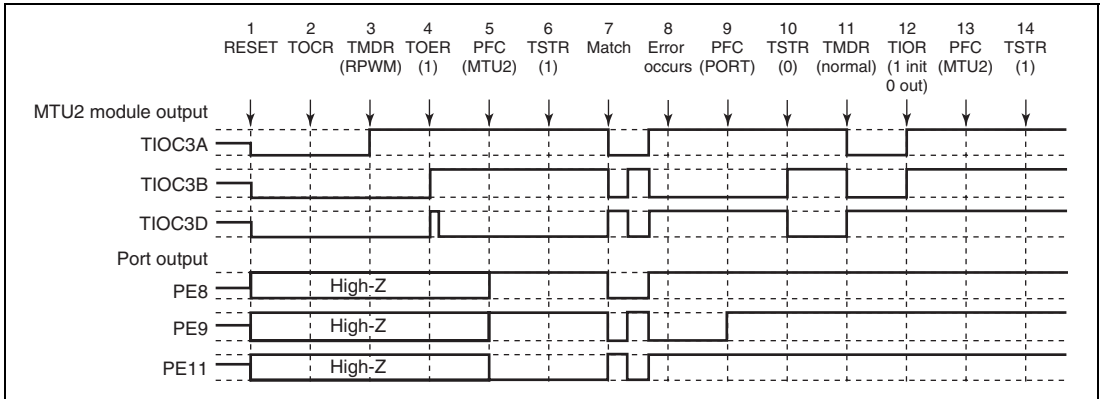 1 2 3 4 5 6 7 8 9 10 11 12 13 14
RESET TOCR TMDR TOER PFC TSTR Match Error PFC TSTR TMDR TIOR PFC TSTR
(RPWM) (1) (MTU2) (1) occurs (PORT) (0) (normal) (1 init (MTU2) (1)
0 out)
MTU2 module output
TIOC3A
TIOC3B
TIOC3D
Port output
PE8 High-Z
PE9 High-Z
PE11 High-Z